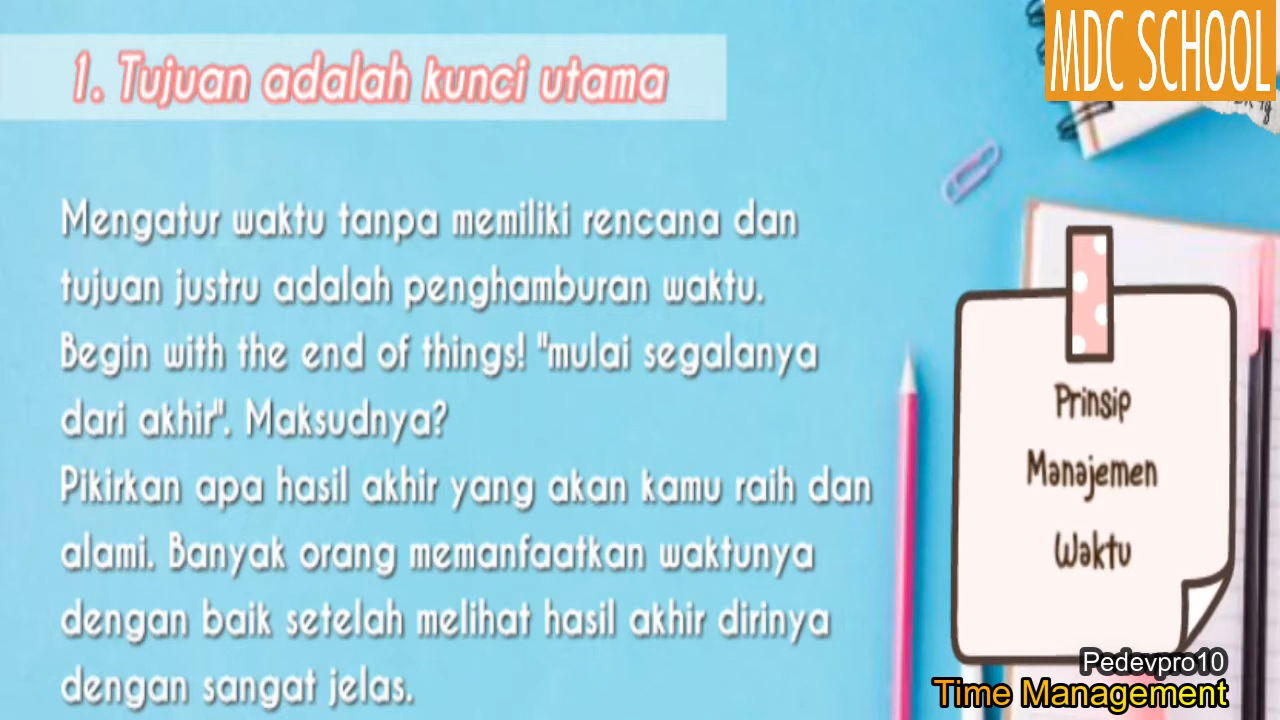 MDC SCHOOL
1. Tujuan adalah kunci utama
Mengatur waktu tanpa memiliki rencana dan
tujuan justru adalah penghamburan waktu.
Begin with the end of things! "mulai segalanya
dari akhir". Maksudnya?
Pikirkan apa hasil akhir yang akan kamu raih dan
alami. Banyak orang memanfaatkan waktunya
dengan baik setelah melihat hasil akhir dirinya
dengan sangat jelas.
Prinsip
Manajemen
Waktu
Pedevpro10
Time Management